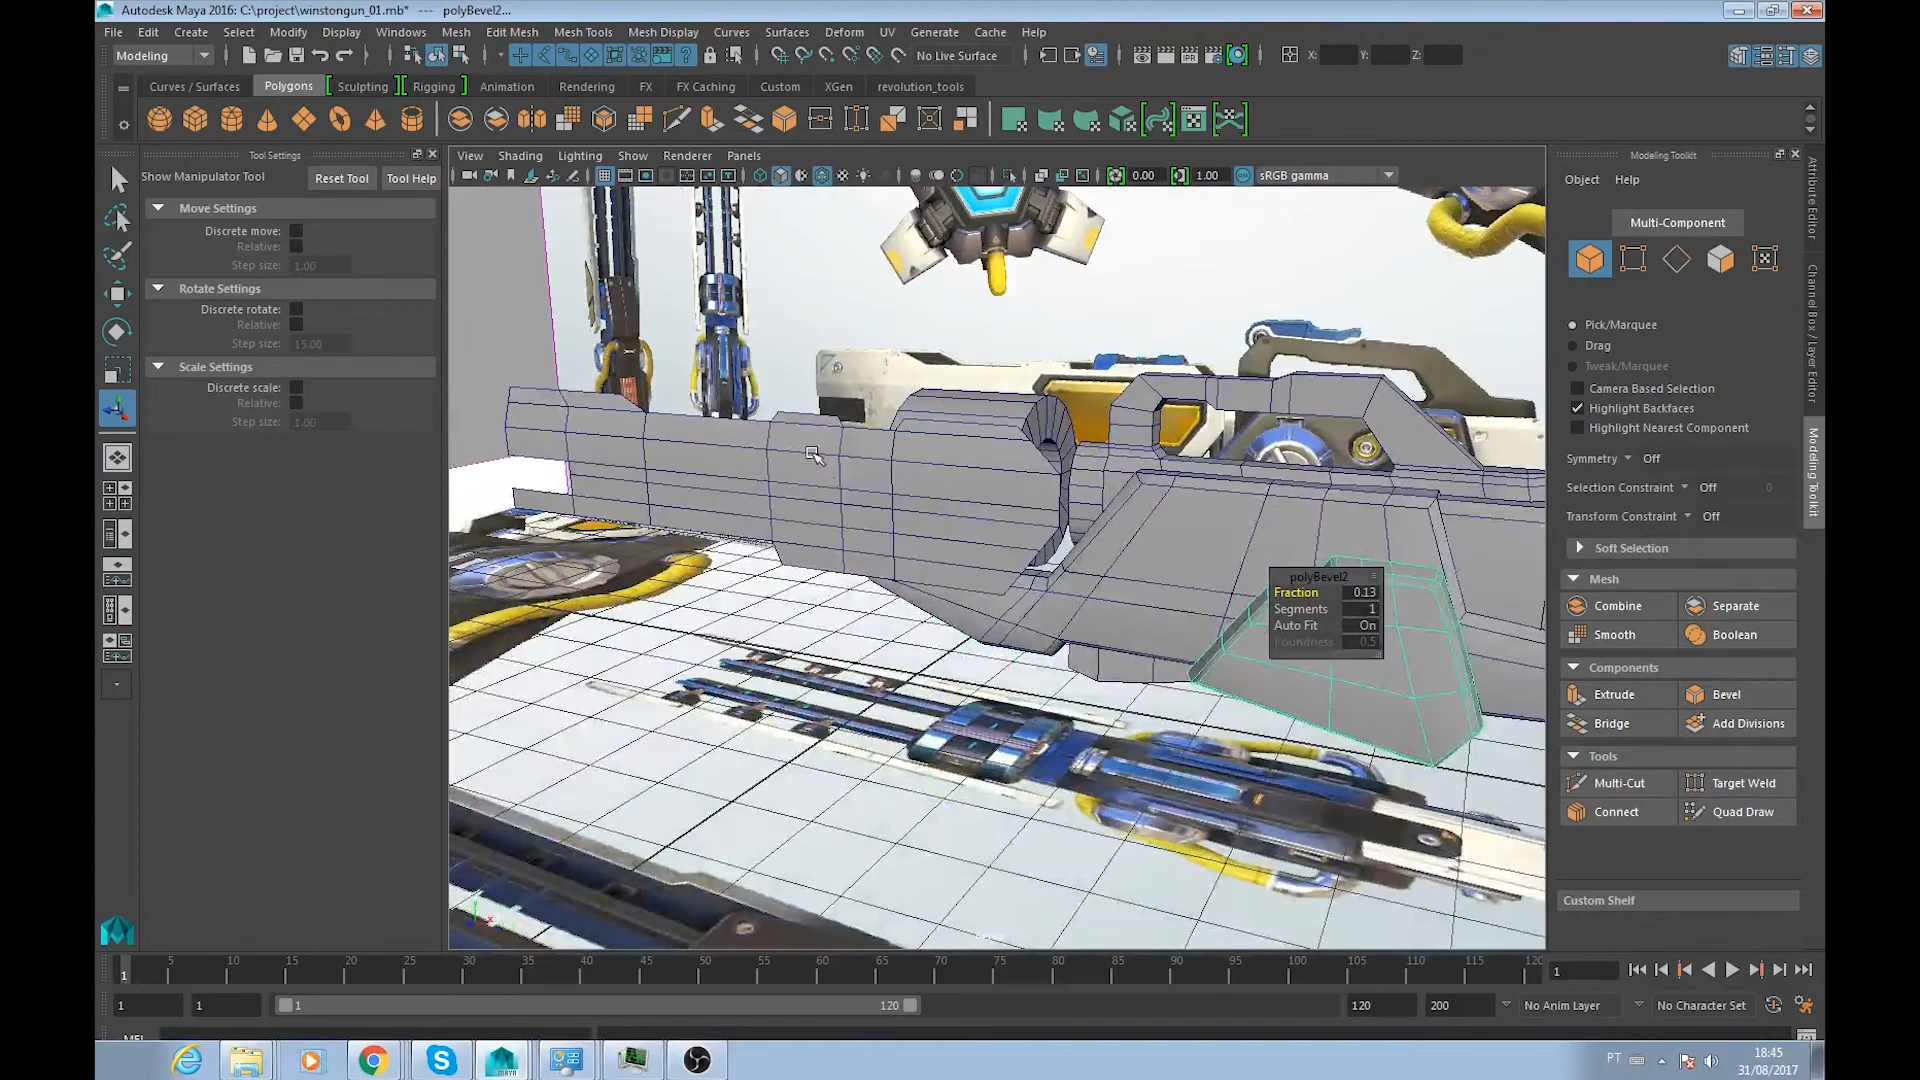 Autodesk Maya 2016: C:\project\winstongun_01.mb* --- polyBevel2...
File Edit Create Select Modify Display Windows Mesh Edit Mesh Mesh Tools Mesh Display Curves Surfaces Deform UV Generate Cache Help
Modeling No Live Surface X: Y: Z:
Curves / Surfaces Polygons Sculpting Rigging Animation Rendering FX FX Caching Custom XGen revolution_tools
Tool Settings
Show Manipulator Tool Reset Tool Tool Help
Move Settings
Discrete move:
Relative:
Step size: 1.00
Rotate Settings
Discrete rotate:
Relative:
Step size: 15.00
Scale Settings
Discrete scale:
Relative:
Step size: 1.00
View Shading Lighting Show Renderer Panels
0.00 1.00 sRGB gamma
polyBevel2
Fraction 0.13
Segments 1
Auto Fit On
Roundness 0.5
Modeling Toolkit
Object Help
Multi-Component
Pick/Marquee
Drag
Tweak/Marquee
Camera Based Selection
Highlight Backfaces
Highlight Nearest Component
Symmetry Off
Selection Constraint Off 0
Transform Constraint Off
Soft Selection
Mesh
Combine Separate
Smooth Boolean
Components
Extrude Bevel
Bridge Add Divisions
Tools
Multi-Cut Target Weld
Connect Quad Draw
Custom Shelf
Attribute Editor
Channel Box / Layer Editor
Modeling Toolkit
1 5 10 15 20 25 30 35 40 45 50 55 60 65 70 75 80 85 90 95 100 105 110 115 120 1
1 1 1 120 120 200 No Anim Layer No Character Set
MEL
PT 18:45
31/08/2017